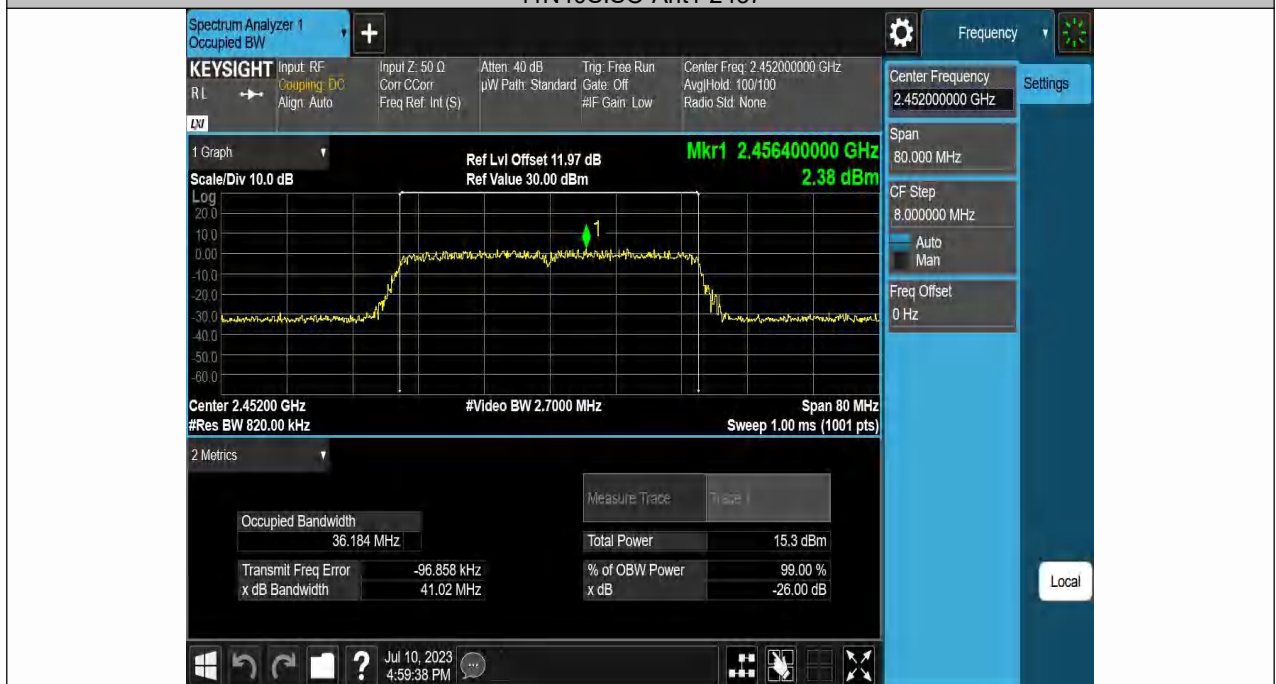 Spectrum Analyzer 1
Occupied BW
+
Frequency
KEYSIGHT
RL
LXI
Input: RF
Coupling: DC
Align: Auto
Input Z: 50 Ω
Corr CCorr
Freq Ref: Int (S)
Atten: 40 dB
µW Path: Standard
Trig: Free Run
Gate: Off
#IF Gain: Low
Center Freq: 2.452000000 GHz
Avg|Hold: 100/100
Radio Std: None
Center Frequency
2.452000000 GHz
Settings
Span
80.000 MHz
CF Step
8.000000 MHz
Auto
Man
Freq Offset
0 Hz
Local
1 Graph
Scale/Div 10.0 dB
Ref Lvl Offset 11.97 dB
Ref Value 30.00 dBm
Mkr1 2.456400000 GHz
2.38 dBm
Log
20.0
10.0
0.00
-10.0
-20.0
-30.0
-40.0
-50.0
-60.0
1
Center 2.45200 GHz
#Res BW 820.00 kHz
#Video BW 2.7000 MHz
Span 80 MHz
Sweep 1.00 ms (1001 pts)
2 Metrics
Measure Trace Trace 1
Occupied Bandwidth
36.184 MHz
Total Power 15.3 dBm
Transmit Freq Error -96.858 kHz
% of OBW Power 99.00 %
x dB Bandwidth 41.02 MHz
x dB -26.00 dB
?
Jul 10, 2023
4:59:38 PM